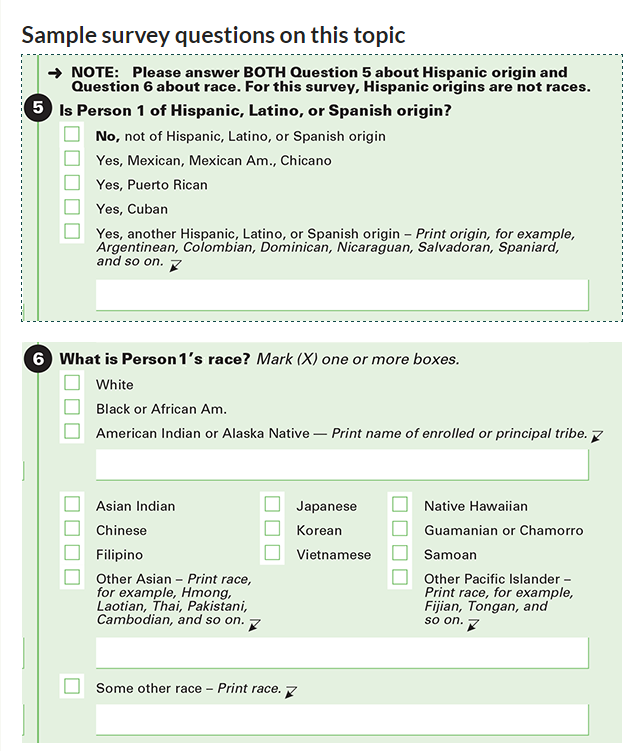 Sample survey questions on this topic
➔ NOTE: Please answer BOTH Question 5 about Hispanic origin and
Question 6 about race. For this survey, Hispanic origins are not races.
5 Is Person 1 of Hispanic, Latino, or Spanish origin?
No, not of Hispanic, Latino, or Spanish origin
Yes, Mexican, Mexican Am., Chicano
Yes, Puerto Rican
Yes, Cuban
Yes, another Hispanic, Latino, or Spanish origin – Print origin, for example,
Argentinean, Colombian, Dominican, Nicaraguan, Salvadoran, Spaniard,
and so on.
6 What is Person 1's race? Mark (X) one or more boxes.
White
Black or African Am.
American Indian or Alaska Native — Print name of enrolled or principal tribe.
Asian Indian
Chinese
Filipino
Other Asian – Print race,
for example, Hmong,
Laotian, Thai, Pakistani,
Cambodian, and so on.
Japanese
Korean
Vietnamese
Native Hawaiian
Guamanian or Chamorro
Samoan
Other Pacific Islander –
Print race, for example,
Fijian, Tongan, and
so on.
Some other race – Print race.